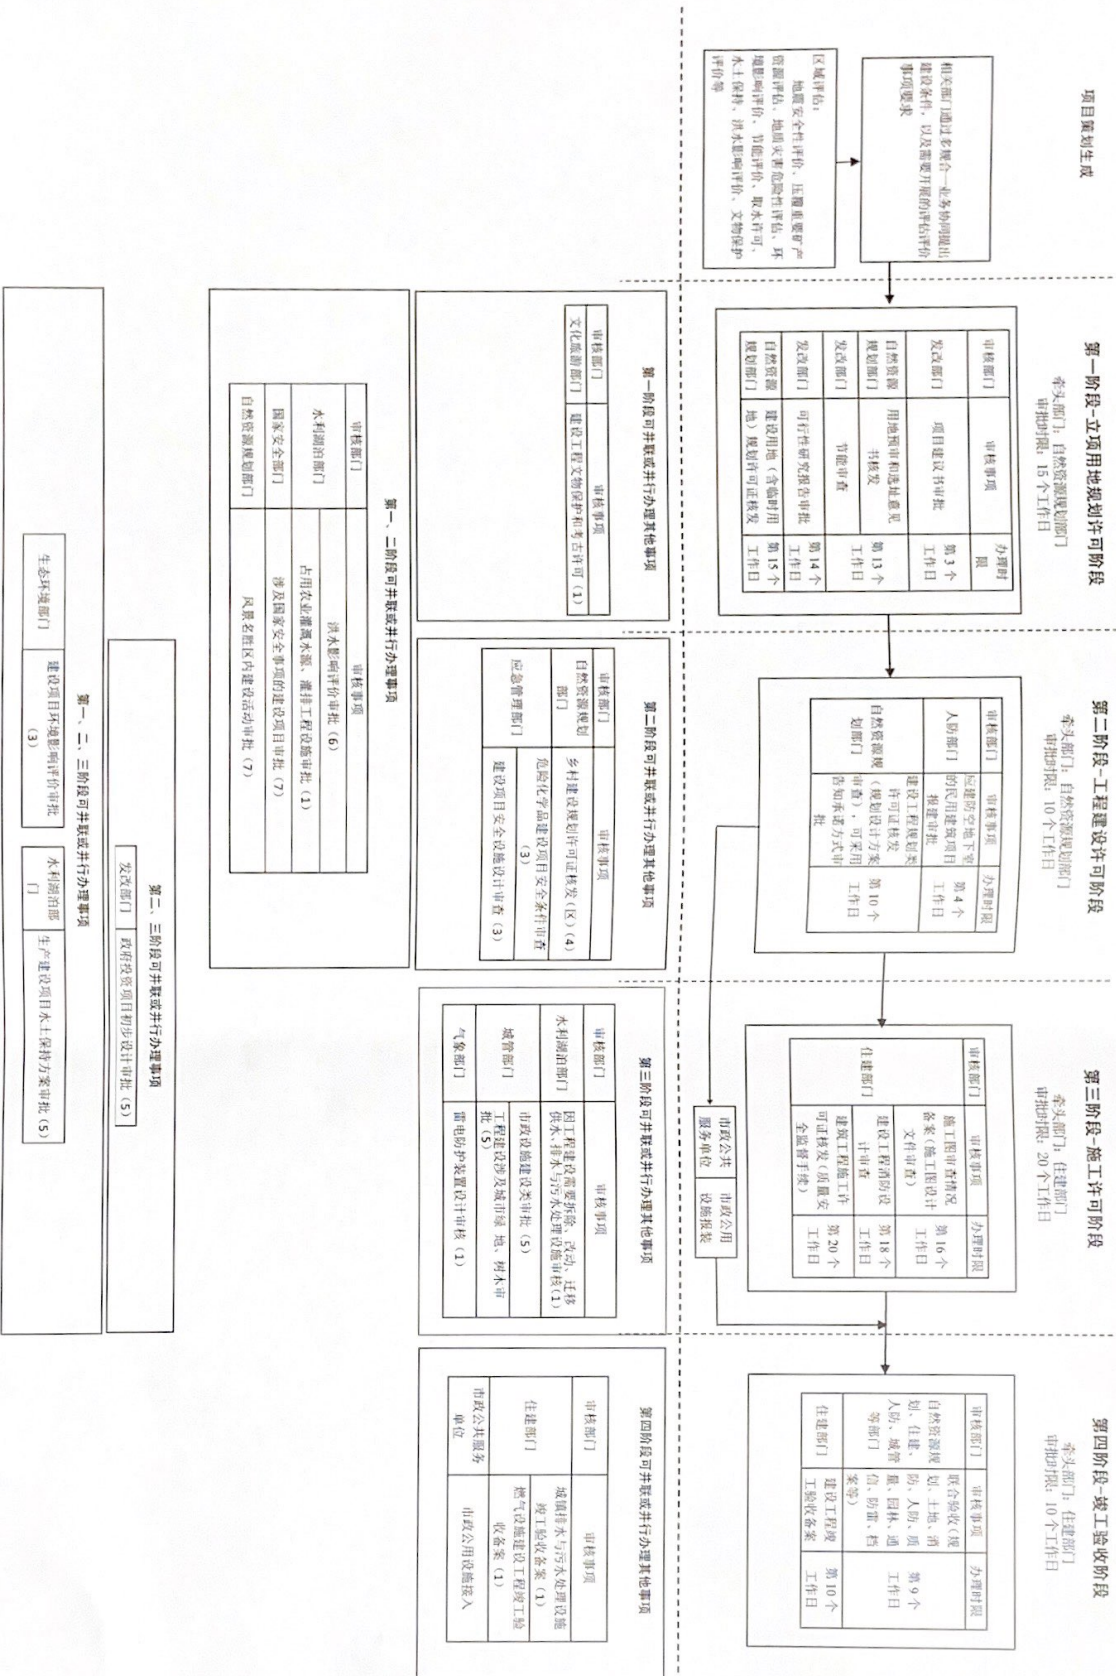 项目策划生成
相关部门通过多规合一业务协同提出
建设条件，以及需要开展的评估评价
事项要求
区域评估：
地震安全性评价、压覆重要矿产
资源评估、地质灾害危险性评估、环
境影响评价、节能评价、取水许可、
水土保持、洪水影响评价、文物保护
评价等
第一阶段-立项用地规划许可阶段
牵头部门：自然资源规划部门
审批时限：15 个工作日
审核部门
审核事项
办理时
限
发改部门
项目建议书审批
第 3 个
工作日
自然资源
规划部门
用地预审和选址意见
书核发
第 13 个
工作日
发改部门
节能审查
发改部门
可行性研究报告审批
第 14 个
工作日
自然资源
规划部门
建设用地（含临时用
地）规划许可证核发
第 15 个
工作日
第二阶段-工程建设许可阶段
牵头部门：自然资源规划部门
审批时限：10 个工作日
审核部门
审核事项
办理时限
人防部门
应建防空地下室
的民用建筑项目
报建审批
第 4 个
工作日
自然资源规
划部门
建设工程规划类
许可证核发
（规划设计方案
审查），可采用
告知承诺方式审
批
第 10 个
工作日
第三阶段-施工许可阶段
牵头部门：住建部门
审批时限：20 个工作日
审核部门
审核事项
办理时限
住建部门
施工图审查情况
备案（施工图设计
文件审查）
第 16 个
工作日
建设工程消防设
计审查
第 18 个
工作日
建筑工程施工许
可证核发（质量安
全监督手续）
第 20 个
工作日
市政公共
服务单位
市政公用
设施报装
第四阶段-竣工验收阶段
牵头部门：住建部门
审批时限：10 个工作日
审核部门
审核事项
办理时限
自然资源规
划、住建、
人防、城管
等部门
联合验收（规
划、土地、消
防、人防、质
量、园林、通
信、防雷、档
案等）
第 9 个
工作日
住建部门
建设工程竣
工验收备案
第 10 个
工作日
第一阶段可并联或并行办理其他事项
审核部门
审核事项
文化旅游部门
建设工程文物保护和考古许可（1）
第二阶段可并联或并行办理其他事项
审核部门
审核事项
自然资源规划
部门
乡村建设规划许可证核发（区）（4）
应急管理部门
危险化学品建设项目安全条件审查
（3）
建设项目安全设施设计审查（3）
第三阶段可并联或并行办理其他事项
审核部门
审核事项
水利湖泊部门
因工程建设需要拆除、改动、迁移
供水、排水与污水处理设施审核（1）
城管部门
市政设施建设类审批（5）
工程建设涉及城市绿 地、树木审
批（5）
气象部门
雷电防护装置设计审核（1）
第四阶段可并联或并行办理其他事项
审核部门
审核事项
住建部门
城镇排水与污水处理设施
竣工验收备案（1）
燃气设施建设工程竣工验
收备案（1）
市政公共服务
单位
市政公用设施接入
第一、二阶段可并联或并行办理事项
审核部门
审核事项
水利湖泊部门
洪水影响评价审批（6）
占用农业灌溉水源、灌排工程设施审批（1）
国家安全部门
涉及国家安全事项的建设项目审批（7）
自然资源规划部门
风景名胜区内建设活动审批（7）
第二、三阶段可并联或并行办理事项
发改部门
政府投资项目初步设计审批（5）
第一、二、三阶段可并联或并行办理事项
生态环境部门
建设项目环境影响评价审批
（3）
水利湖泊部
门
生产建设项目水土保持方案审批（5）